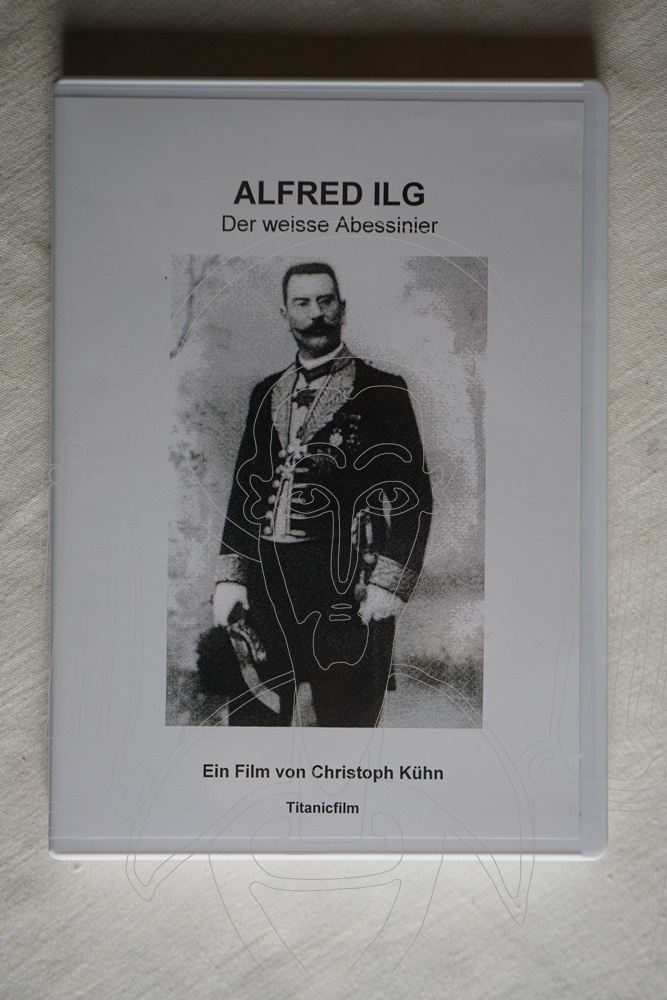 ALFRED ILG
Der weisse Abessinier
Ein Film von Christoph Kühn
Titanicfilm